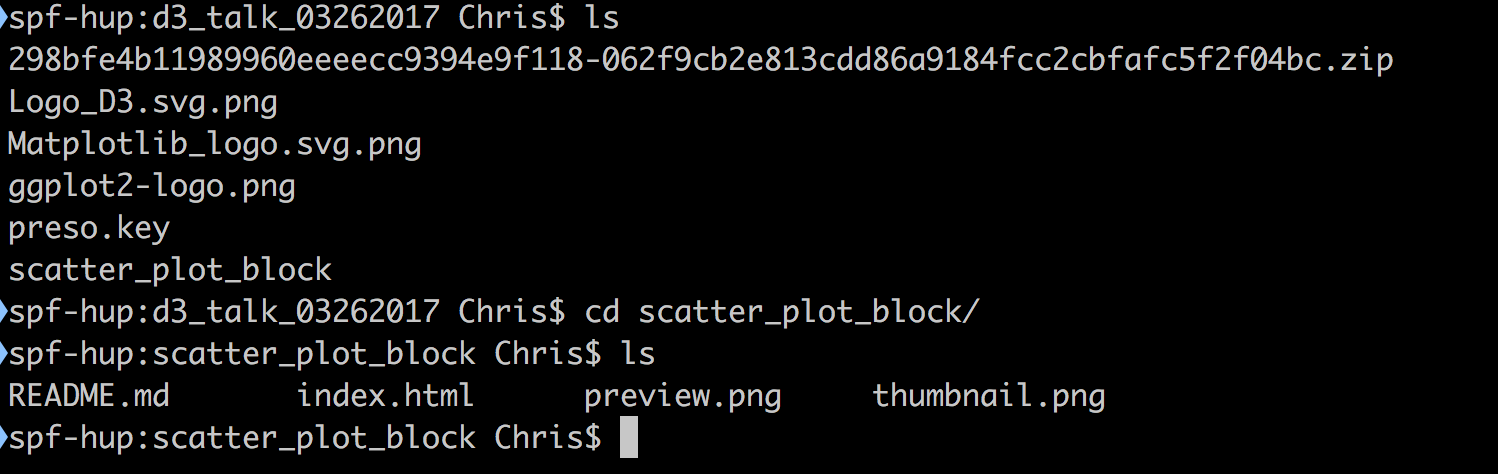 spf-hup:d3_talk_03262017 Chris$ ls
298bfe4b11989960eeeecc9394e9f118-062f9cb2e813cdd86a9184fcc2cbfafc5f2f04bc.zip
Logo_D3.svg.png
Matplotlib_logo.svg.png
ggplot2-logo.png
preso.key
scatter_plot_block
spf-hup:d3_talk_03262017 Chris$ cd scatter_plot_block/
spf-hup:scatter_plot_block Chris$ ls
README.md index.html preview.png thumbnail.png
spf-hup:scatter_plot_block Chris$